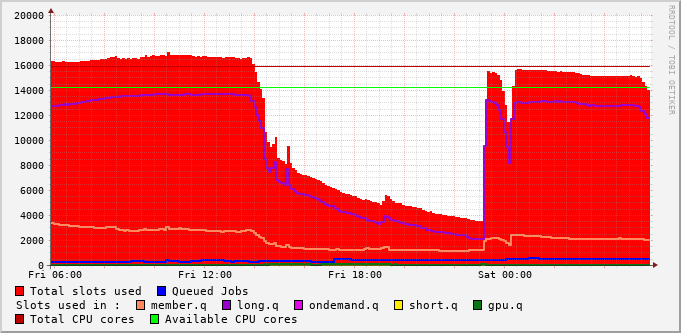 20000
18000
16000
14000
12000
10000
8000
6000
4000
2000
0
Fri 06:00 Fri 12:00 Fri 18:00 Sat 00:00
RRDTOOL / TOBI OETIKER
Total slots used Queued Jobs
Slots used in : member.q long.q ondemand.q short.q gpu.q
Total CPU cores Available CPU cores